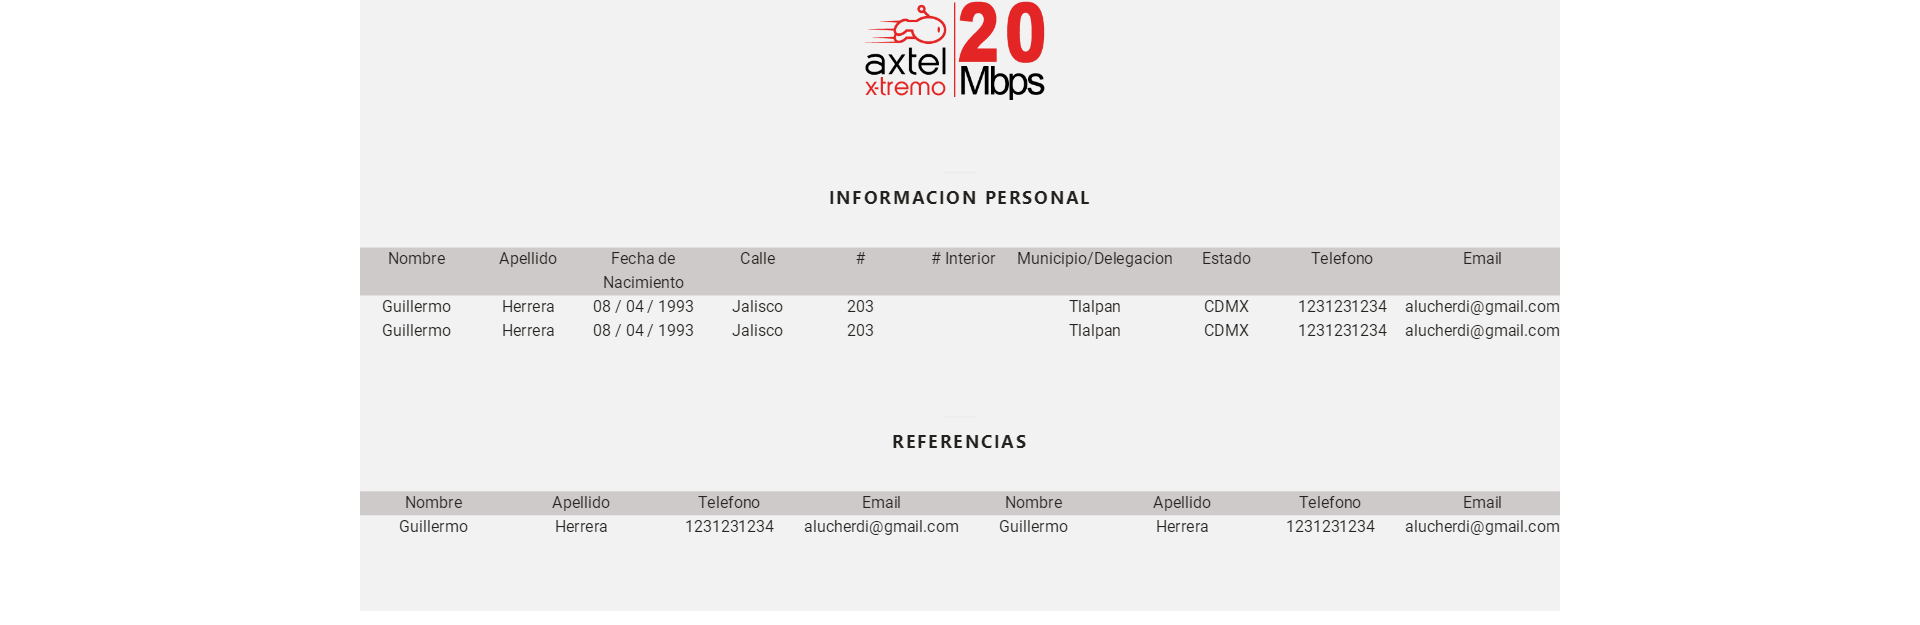 axtel
x-tremo
20
Mbps
INFORMACION PERSONAL
Nombre Apellido Fecha de Nacimiento Calle # # Interior Municipio/Delegacion Estado Telefono Email
Guillermo Herrera 08 / 04 / 1993 Jalisco 203 Tlalpan CDMX 1231231234 alucherdi@gmail.com
Guillermo Herrera 08 / 04 / 1993 Jalisco 203 Tlalpan CDMX 1231231234 alucherdi@gmail.com
REFERENCIAS
Nombre Apellido Telefono Email Nombre Apellido Telefono Email
Guillermo Herrera 1231231234 alucherdi@gmail.com Guillermo Herrera 1231231234 alucherdi@gmail.com